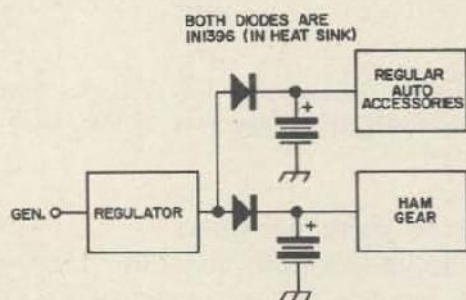 BOTH DIODES ARE
IN1396 (IN HEAT SINK)
REGULAR
AUTO
ACCESSORIES
+
GEN.
REGULATOR
HAM
GEAR
+